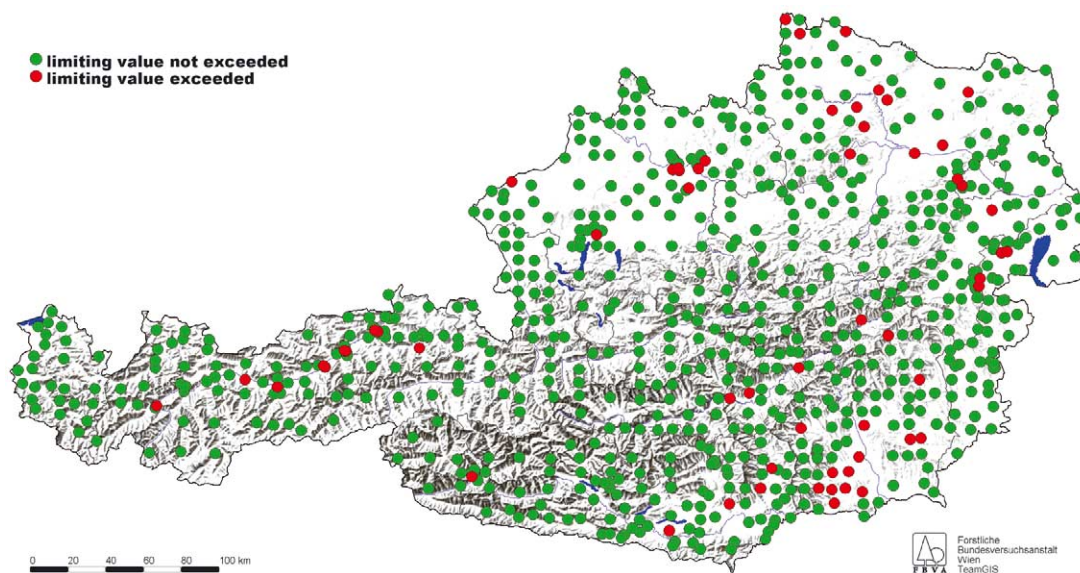 limiting value not exceeded
limiting value exceeded
0 20 40 60 80 100 km
FBVA
Forstliche
Bundesversuchsanstalt
Wien
TeamGIS